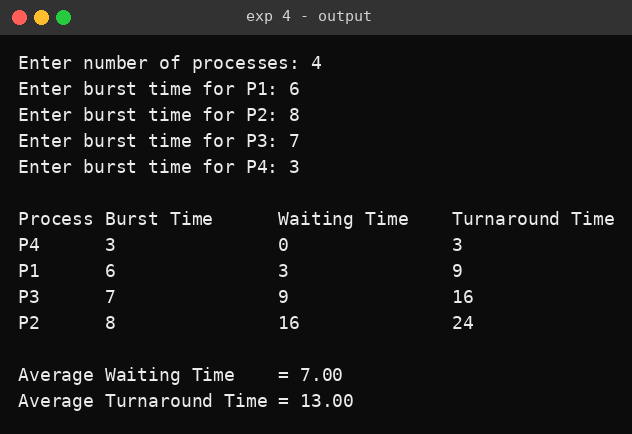 exp 4 - output
Enter number of processes: 4
Enter burst time for P1: 6
Enter burst time for P2: 8
Enter burst time for P3: 7
Enter burst time for P4: 3
Process Burst Time      Waiting Time    Turnaround Time
P4      3               0               3
P1      6               3               9
P3      7               9               16
P2      8               16              24
Average Waiting Time    = 7.00
Average Turnaround Time = 13.00